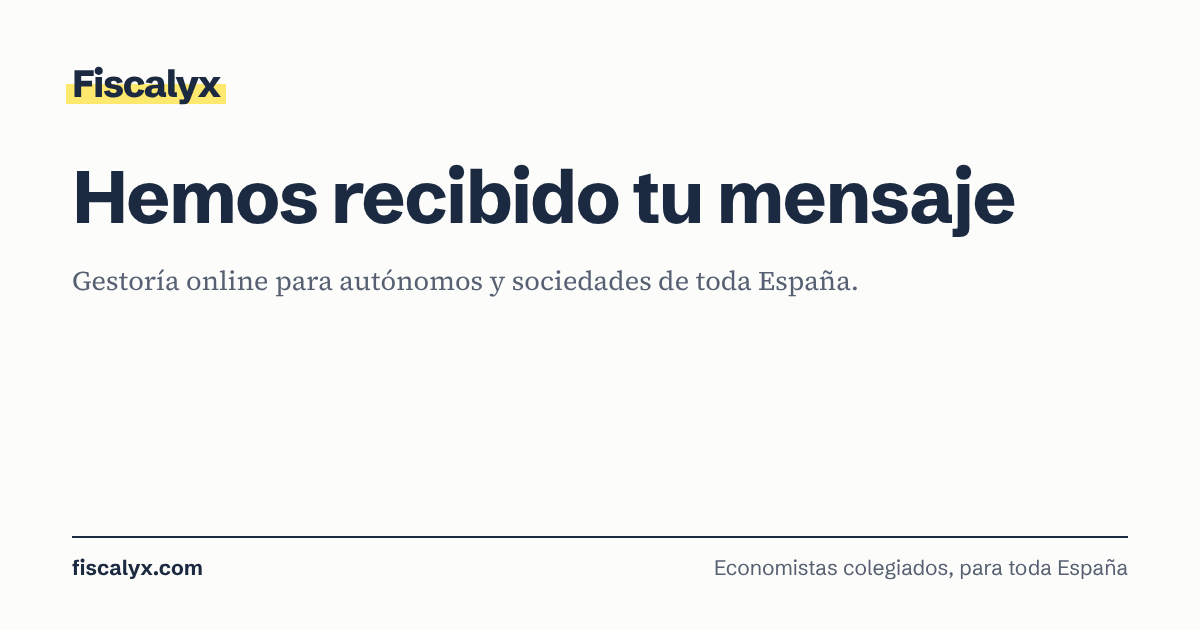 Fiscalyx
Hemos recibido tu mensaje
Gestoría online para autónomos y sociedades de toda España.
fiscalyx.com
Economistas colegiados, para toda España